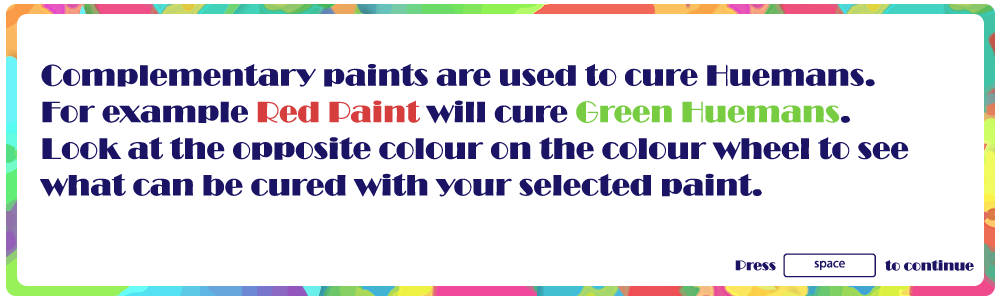 Complementary paints are used to cure Huemans.
For example Red Paint will cure Green Huemans.
Look at the opposite colour on the colour wheel to see
what can be cured with your selected paint.
Press space to continue